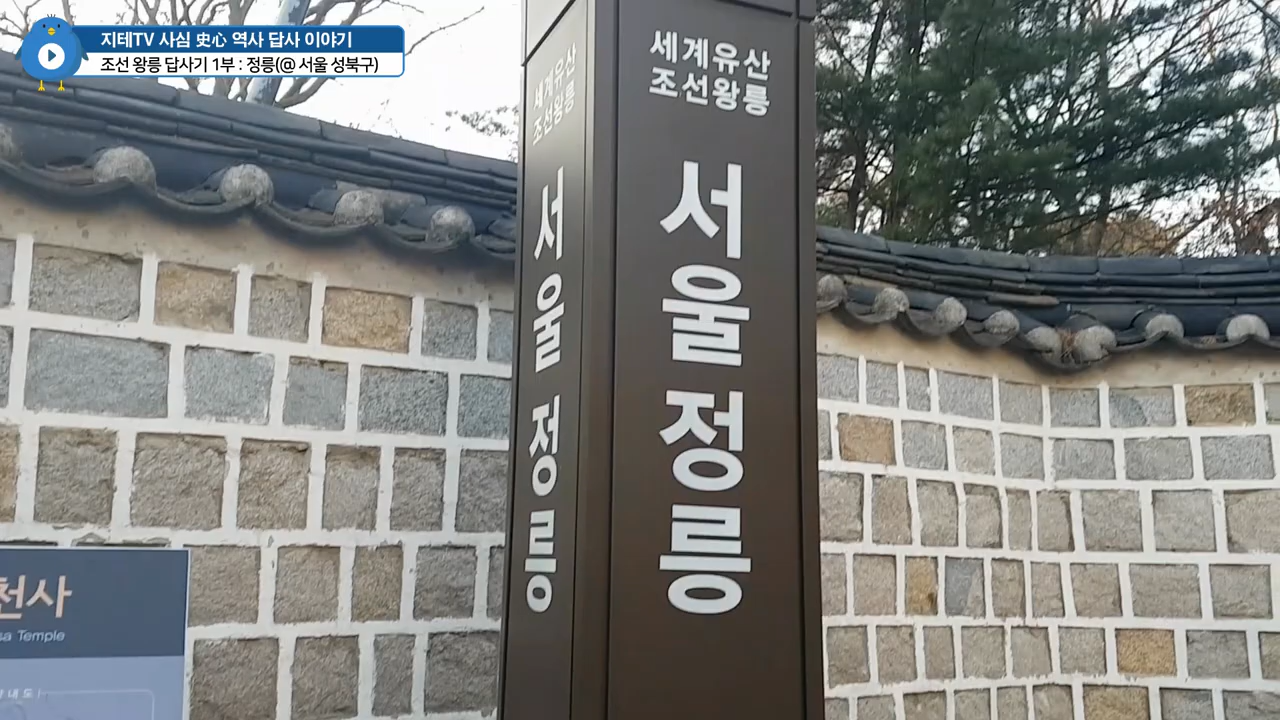 지테TV 사심 史心 역사 답사 이야기
조선 왕릉 답사기 1부 : 정릉(@ 서울 성북구)
세계유산
조선왕릉
서울 정릉
세계유산
조선왕릉
서울 정릉
천사
sa Temple
내도